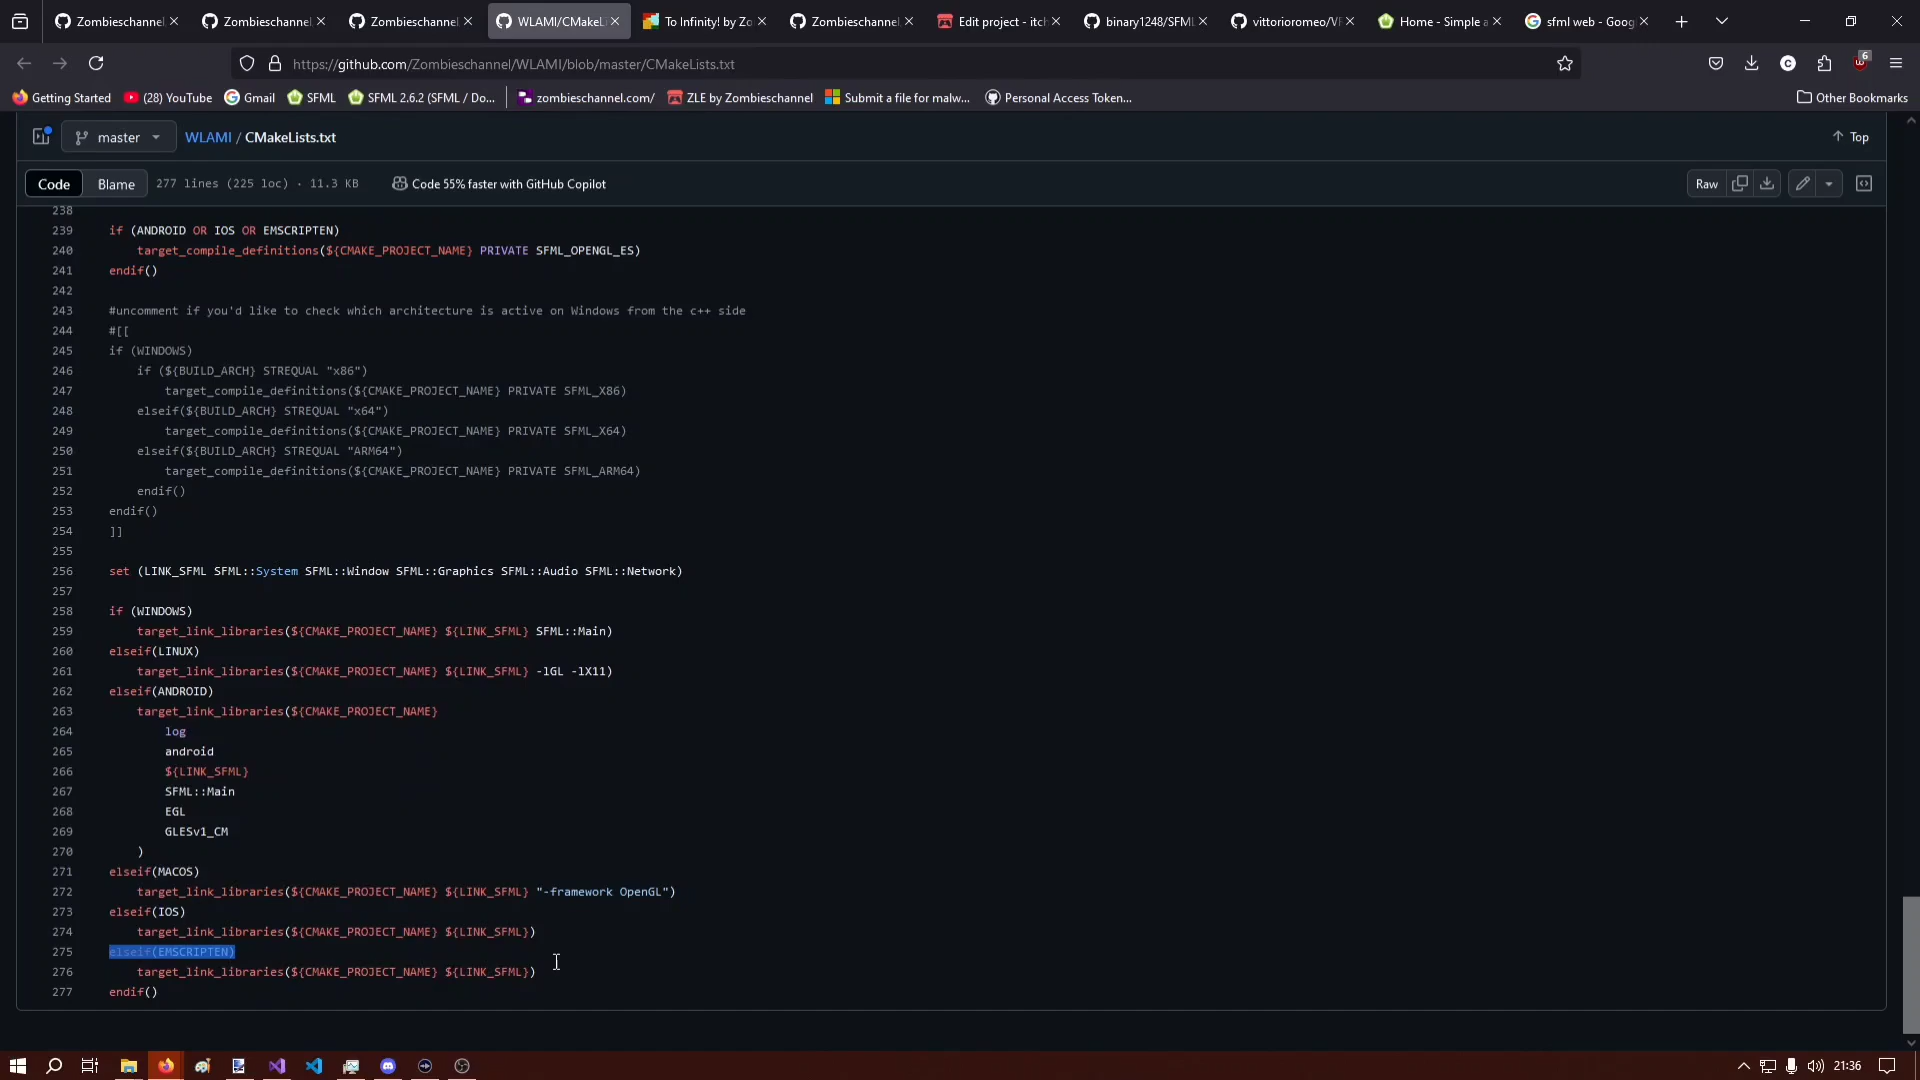 Zombieschannel
Zombieschannel
Zombieschannel
WLAMI/CMakeL
To Infinity! by Zo
Zombieschannel
Edit project - itch
binary1248/SFML
vittorioromeo/VR
Home - Simple a
sfml web - Goog
https://github.com/Zombieschannel/WLAMI/blob/master/CMakeLists.txt
6
Getting Started
(28) YouTube
Gmail
SFML
SFML 2.6.2 (SFML / Do...
zombieschannel.com/
ZLE by Zombieschannel
Submit a file for malw...
Personal Access Token...
Other Bookmarks
master
WLAMI / CMakeLists.txt
Top
Code
Blame
277 lines (225 loc) · 11.3 KB
Code 55% faster with GitHub Copilot
Raw
238
239 if (ANDROID OR IOS OR EMSCRIPTEN)
240 target_compile_definitions(${CMAKE_PROJECT_NAME} PRIVATE SFML_OPENGL_ES)
241 endif()
242
243 #uncomment if you'd like to check which architecture is active on Windows from the c++ side
244 #[[
245 if (WINDOWS)
246 if (${BUILD_ARCH} STREQUAL "x86")
247 target_compile_definitions(${CMAKE_PROJECT_NAME} PRIVATE SFML_X86)
248 elseif(${BUILD_ARCH} STREQUAL "x64")
249 target_compile_definitions(${CMAKE_PROJECT_NAME} PRIVATE SFML_X64)
250 elseif(${BUILD_ARCH} STREQUAL "ARM64")
251 target_compile_definitions(${CMAKE_PROJECT_NAME} PRIVATE SFML_ARM64)
252 endif()
253 endif()
254 ]]
255
256 set (LINK_SFML SFML::System SFML::Window SFML::Graphics SFML::Audio SFML::Network)
257
258 if (WINDOWS)
259 target_link_libraries(${CMAKE_PROJECT_NAME} ${LINK_SFML} SFML::Main)
260 elseif(LINUX)
261 target_link_libraries(${CMAKE_PROJECT_NAME} ${LINK_SFML} -lGL -lX11)
262 elseif(ANDROID)
263 target_link_libraries(${CMAKE_PROJECT_NAME}
264 log
265 android
266 ${LINK_SFML}
267 SFML::Main
268 EGL
269 GLESv1_CM
270 )
271 elseif(MACOS)
272 target_link_libraries(${CMAKE_PROJECT_NAME} ${LINK_SFML} "-framework OpenGL")
273 elseif(IOS)
274 target_link_libraries(${CMAKE_PROJECT_NAME} ${LINK_SFML})
275 elseif(EMSCRIPTEN)
276 target_link_libraries(${CMAKE_PROJECT_NAME} ${LINK_SFML})
277 endif()
21:36